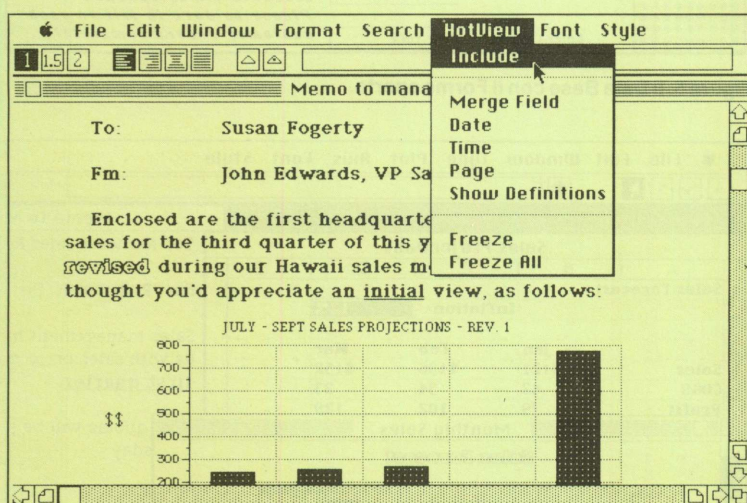 File Edit Window Format Search HotView Font Style
1 1.5 2
Include
Merge Field
Date
Time
Page
Show Definitions
Freeze
Freeze All
Memo to mana
To: Susan Fogerty
Fm: John Edwards, VP Sa
Enclosed are the first headquarte
sales for the third quarter of this y
revised during our Hawaii sales m
thought you'd appreciate an initial view, as follows:
JULY - SEPT SALES PROJECTIONS - REV. 1
800
700
600
500
400
300
200
$$